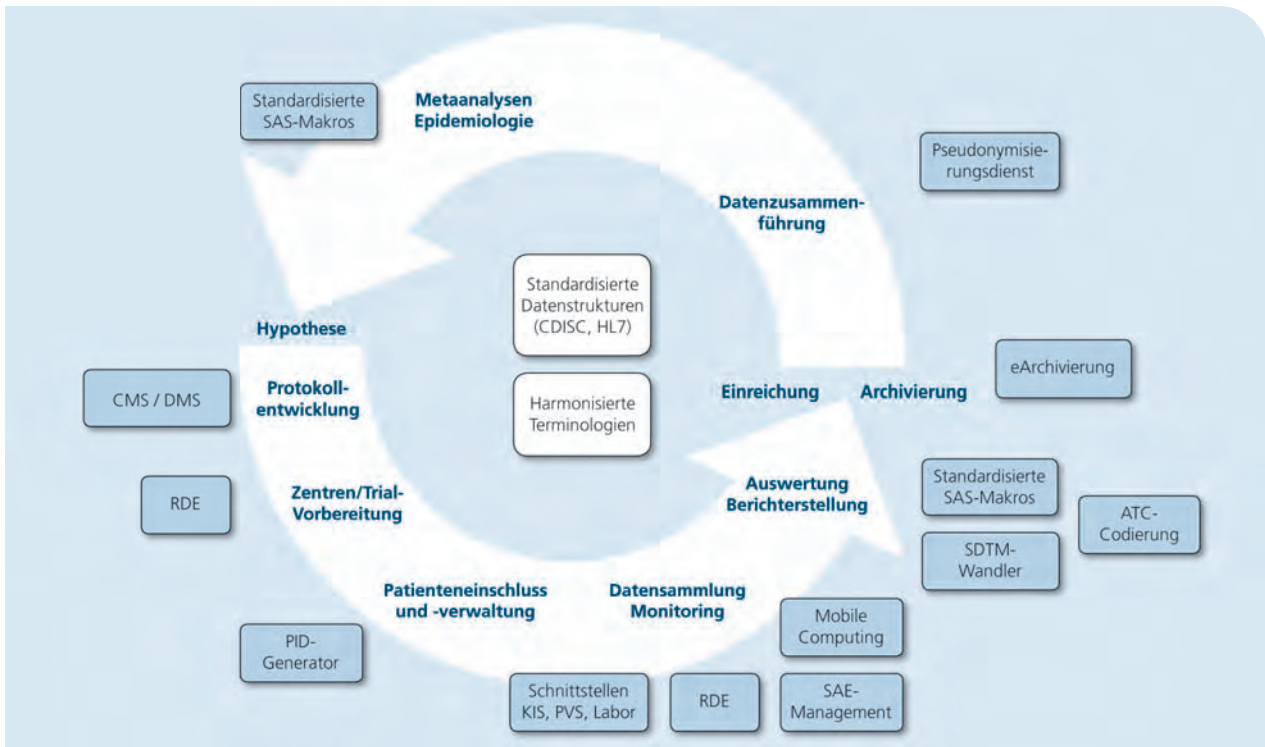 Standardisierte
SAS-Makros
Metaanalysen
Epidemiologie
Pseudonymisie-
rungsdienst
Datenzusammen-
führung
Standardisierte
Datenstrukturen
(CDISC, HL7)
Hypothese
eArchivierung
CMS / DMS
Protokoll-
entwicklung
Harmonisierte
Terminologien
Einreichung
Archivierung
RDE
Zentren/Trial-
Vorbereitung
Auswertung
Berichterstellung
Standardisierte
SAS-Makros
ATC-
Codierung
SDTM-
Wandler
Patienteneinschluss
und -verwaltung
Datensammlung
Monitoring
Mobile
Computing
PID-
Generator
Schnittstellen
KIS, PVS, Labor
RDE
SAE-
Management